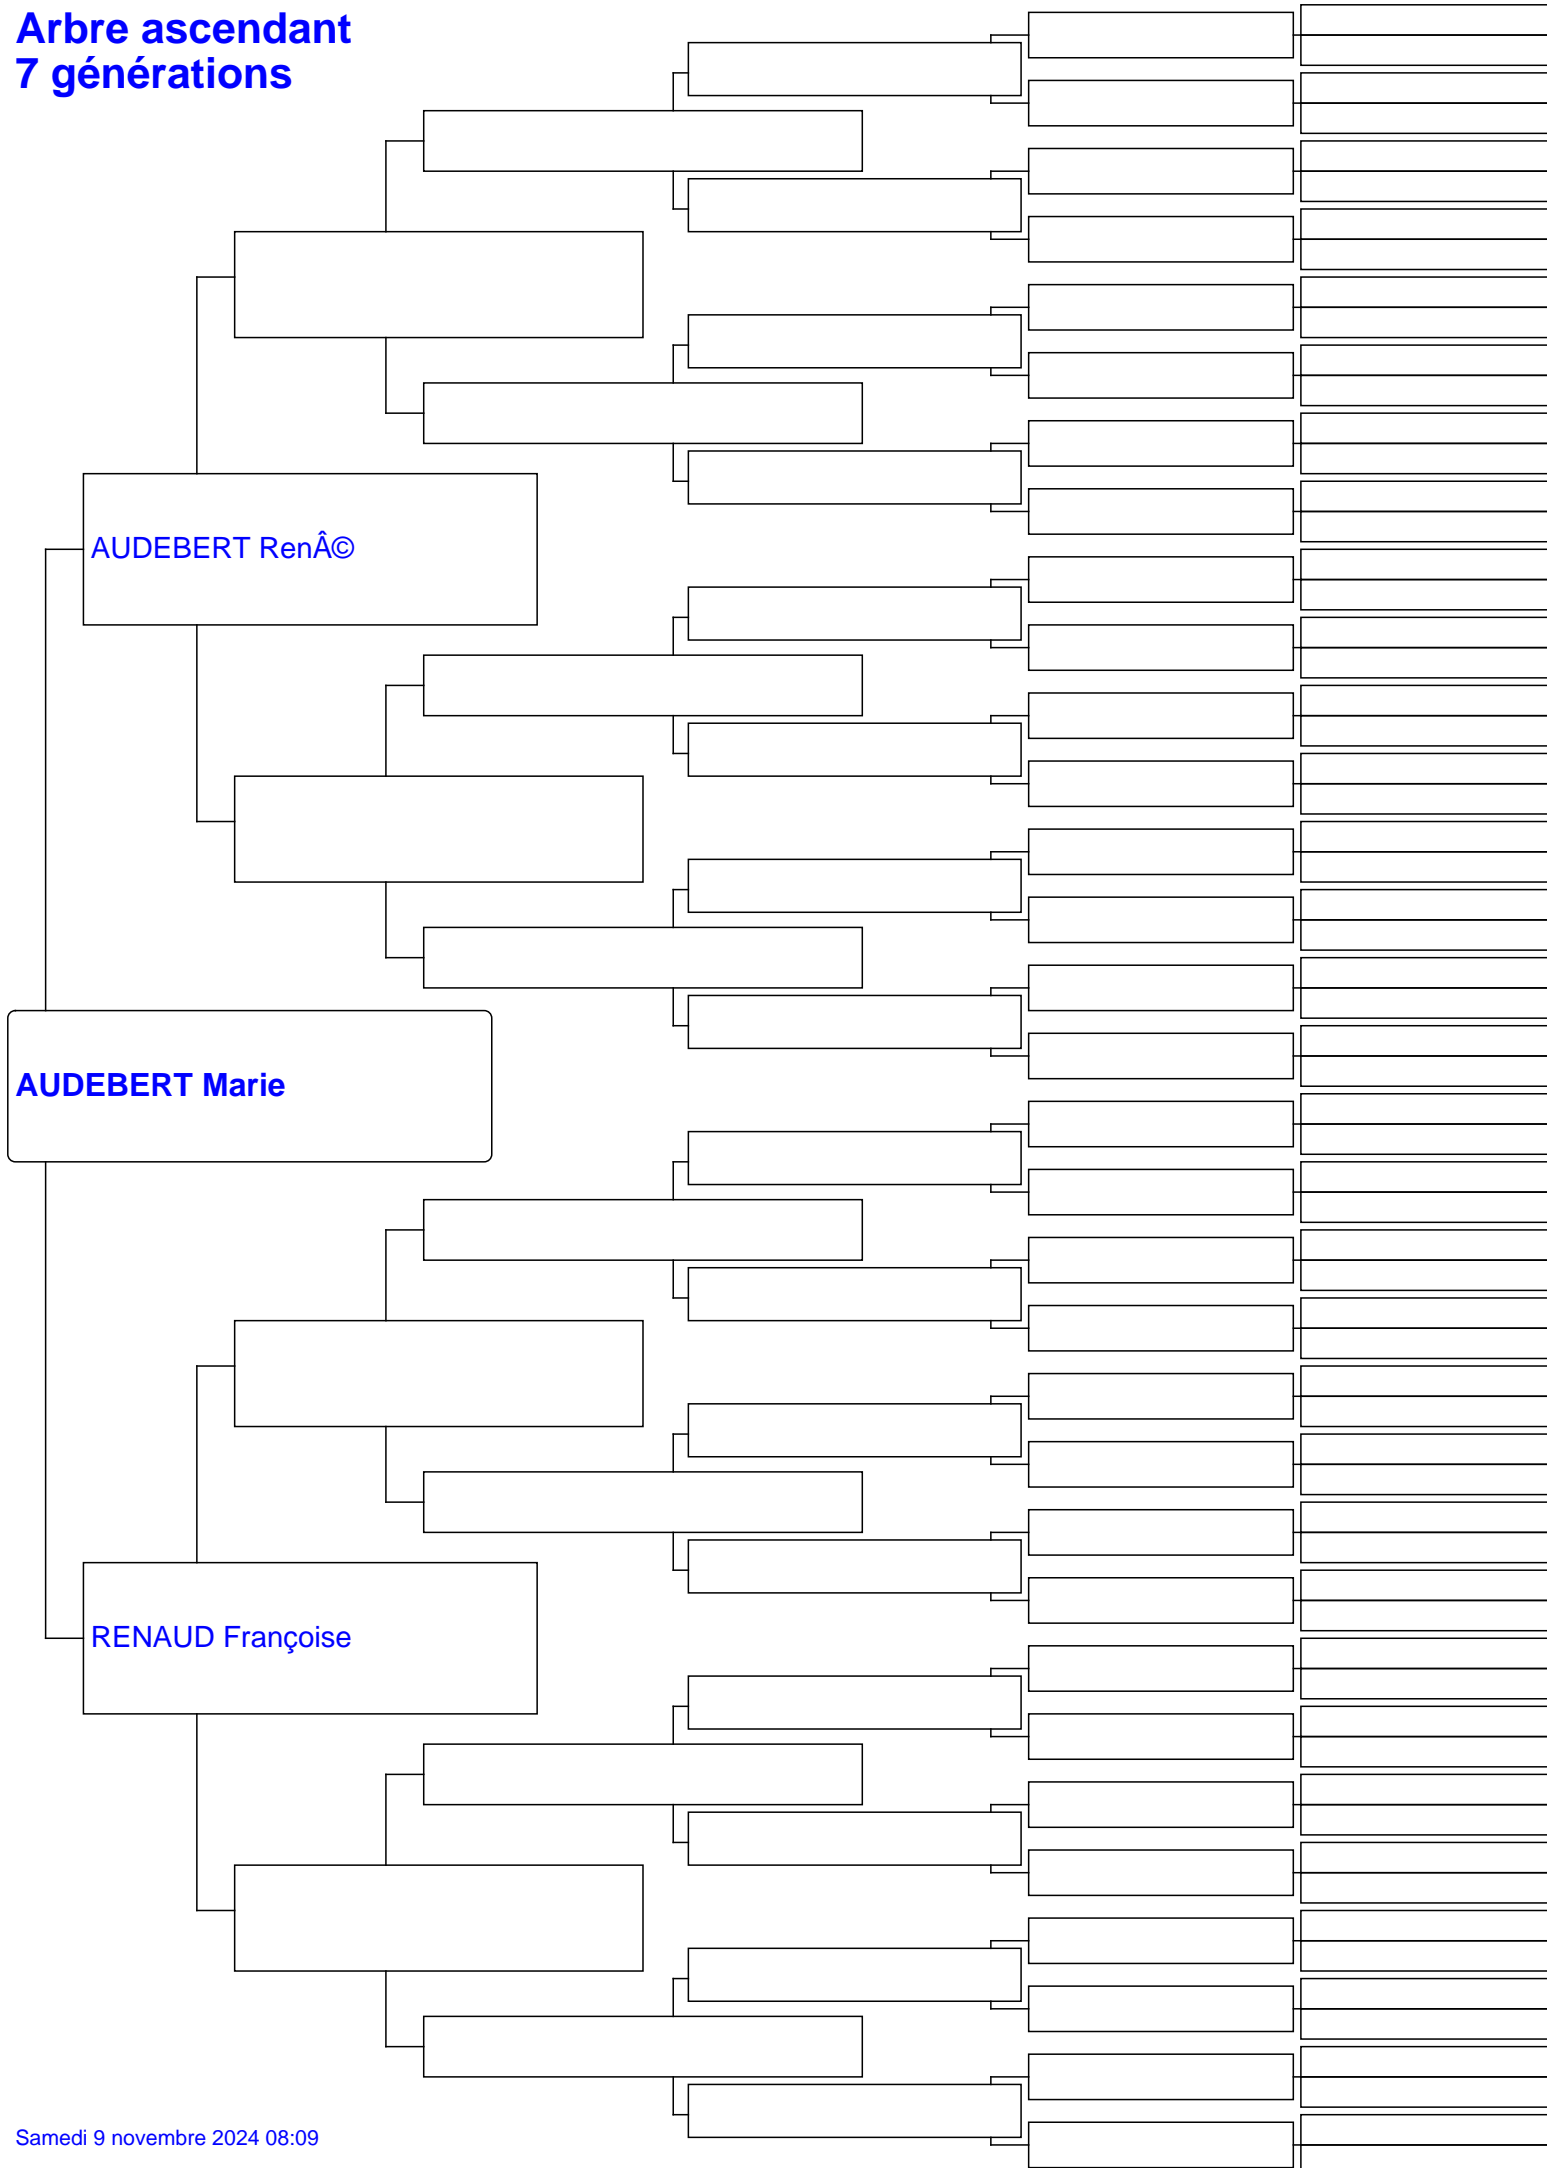 Arbre ascendant
7 générations
AUDEBERT RenÃ©
AUDEBERT Marie
RENAUD Françoise
Samedi 9 novembre 2024 08:09